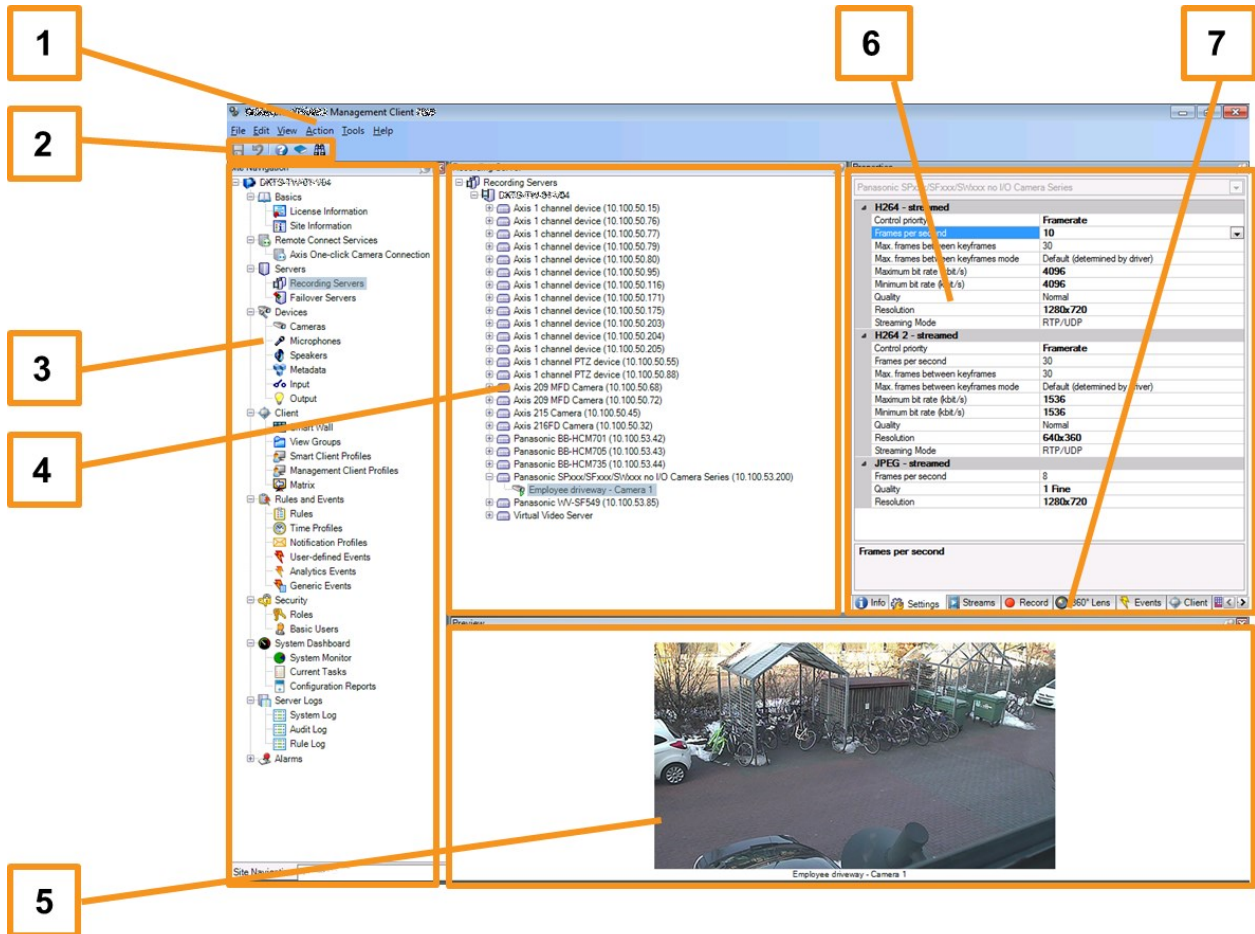 1
6
7
2
3
4
5
Management Client
File Edit View Action Tools Help
Site Navigation
Recording Server
Properties
Basics
License Information
Site Information
Remote Connect Services
Axis One-click Camera Connection
Servers
Recording Servers
Failover Servers
Devices
Cameras
Microphones
Speakers
Metadata
Input
Output
Client
Smart Wall
View Groups
Smart Client Profiles
Management Client Profiles
Matrix
Rules and Events
Rules
Time Profiles
Notification Profiles
User-defined Events
Analytics Events
Generic Events
Security
Roles
Basic Users
System Dashboard
System Monitor
Current Tasks
Configuration Reports
Server Logs
System Log
Audit Log
Rule Log
Alarms
Site Navigation
Recording Servers
Axis 1 channel device (10.100.50.15)
Axis 1 channel device (10.100.50.76)
Axis 1 channel device (10.100.50.77)
Axis 1 channel device (10.100.50.79)
Axis 1 channel device (10.100.50.80)
Axis 1 channel device (10.100.50.95)
Axis 1 channel device (10.100.50.116)
Axis 1 channel device (10.100.50.171)
Axis 1 channel device (10.100.50.175)
Axis 1 channel device (10.100.50.203)
Axis 1 channel device (10.100.50.204)
Axis 1 channel device (10.100.50.205)
Axis 1 channel PTZ device (10.100.50.55)
Axis 1 channel PTZ device (10.100.50.88)
Axis 209 MFD Camera (10.100.50.68)
Axis 209 MFD Camera (10.100.50.72)
Axis 215 Camera (10.100.50.45)
Axis 216FD Camera (10.100.50.32)
Panasonic BB-HCM701 (10.100.53.42)
Panasonic BB-HCM705 (10.100.53.43)
Panasonic BB-HCM735 (10.100.53.44)
Panasonic SPxxx/SFxxx/SWxxx no I/O Camera Series (10.100.53.200)
Employee driveway - Camera 1
Panasonic WV-SF549 (10.100.53.85)
Virtual Video Server
Panasonic SPxxx/SFxxx/SWxxx no I/O Camera Series
H264 - streamed
Control priority Framerate
Frames per second 10
Max. frames between keyframes 30
Max. frames between keyframes mode Default (determined by driver)
Maximum bit rate (kbit/s) 4096
Minimum bit rate (kbit/s) 4096
Quality Normal
Resolution 1280x720
Streaming Mode RTP/UDP
H264 2 - streamed
Control priority Framerate
Frames per second 30
Max. frames between keyframes 30
Max. frames between keyframes mode Default (determined by driver)
Maximum bit rate (kbit/s) 1536
Minimum bit rate (kbit/s) 1536
Quality Normal
Resolution 640x360
Streaming Mode RTP/UDP
JPEG - streamed
Frames per second 8
Quality 1 Fine
Resolution 1280x720
Frames per second
Info Settings Streams Record 360° Lens Events Client
Preview
Employee driveway - Camera 1